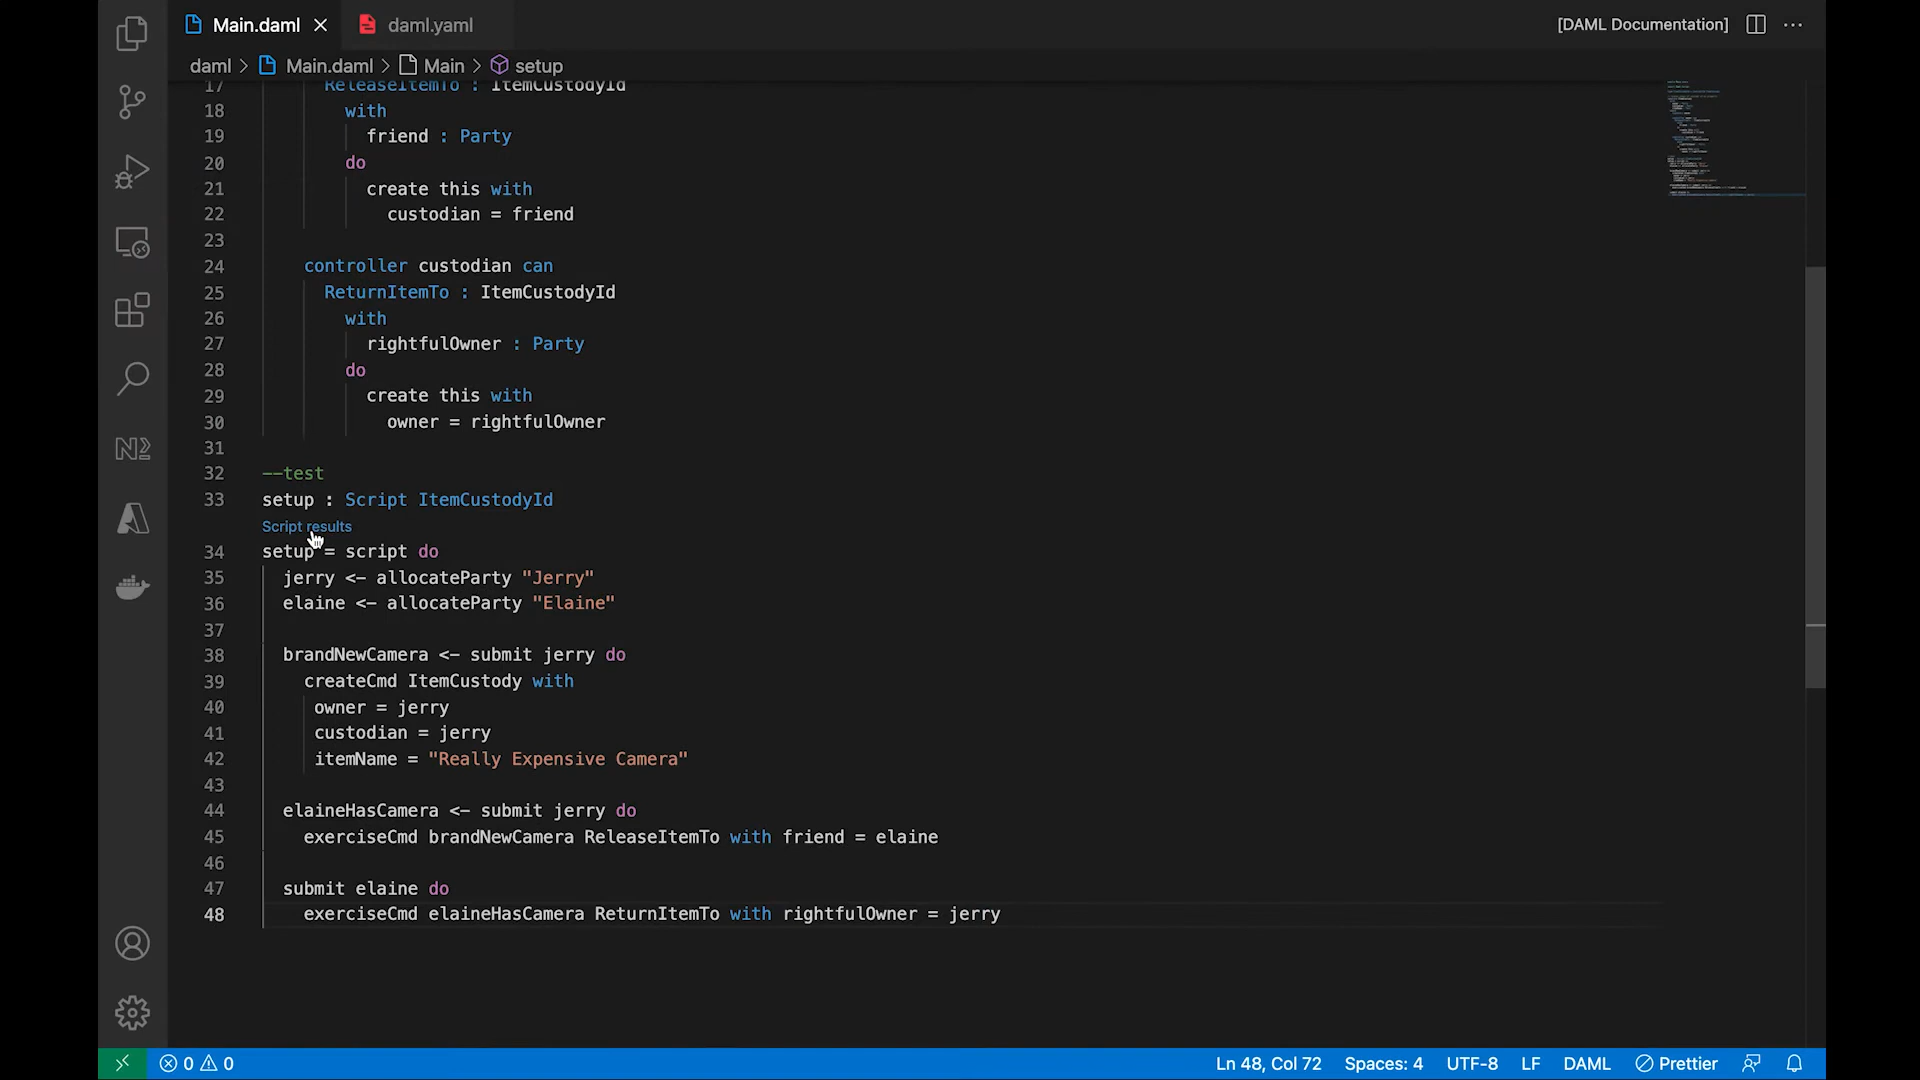 Main.daml daml.yaml [DAML Documentation]
daml > Main.daml > Main > setup
17 ReleaseItemTo : ItemCustodyId
18 with
19 friend : Party
20 do
21 create this with
22 custodian = friend
23
24 controller custodian can
25 ReturnItemTo : ItemCustodyId
26 with
27 rightfulOwner : Party
28 do
29 create this with
30 owner = rightfulOwner
31
32 --test
33 setup : Script ItemCustodyId
Script results
34 setup = script do
35 jerry <- allocateParty "Jerry"
36 elaine <- allocateParty "Elaine"
37
38 brandNewCamera <- submit jerry do
39 createCmd ItemCustody with
40 owner = jerry
41 custodian = jerry
42 itemName = "Really Expensive Camera"
43
44 elaineHasCamera <- submit jerry do
45 exerciseCmd brandNewCamera ReleaseItemTo with friend = elaine
46
47 submit elaine do
48 exerciseCmd elaineHasCamera ReturnItemTo with rightfulOwner = jerry
0 0 Ln 48, Col 72 Spaces: 4 UTF-8 LF DAML Prettier